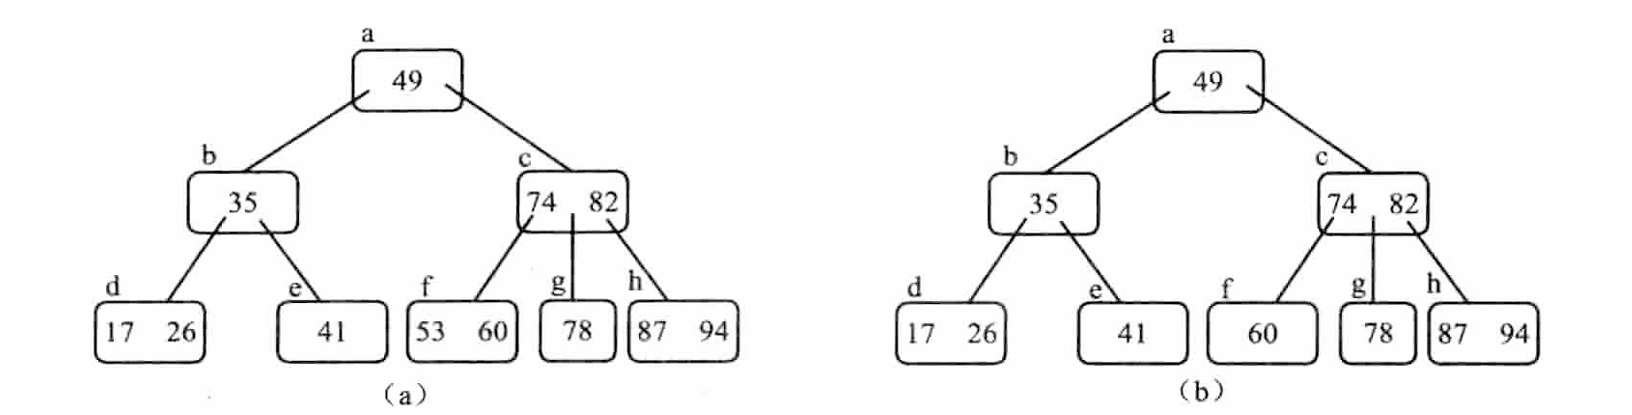 a a
49 49
b c b c
35 74 82 35 74 82
d e f g h d e f g h
17 26 41 53 60 78 87 94 17 26 41 60 78 87 94
(a) (b)